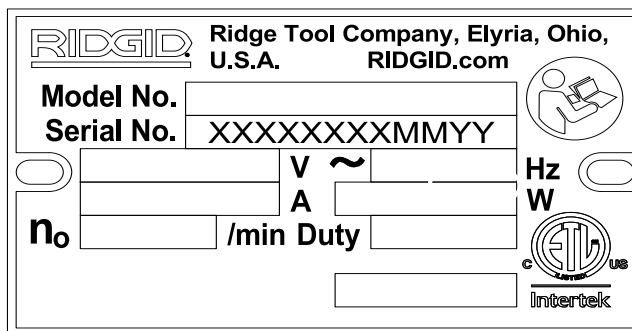 RIDGID. Ridge Tool Company, Elyria, Ohio,
U.S.A. RIDGID.com
Model No.
Serial No. XXXXXXXXMMYY
V ~ Hz
A W
no /min Duty
C ETL US
LISTED
Intertek